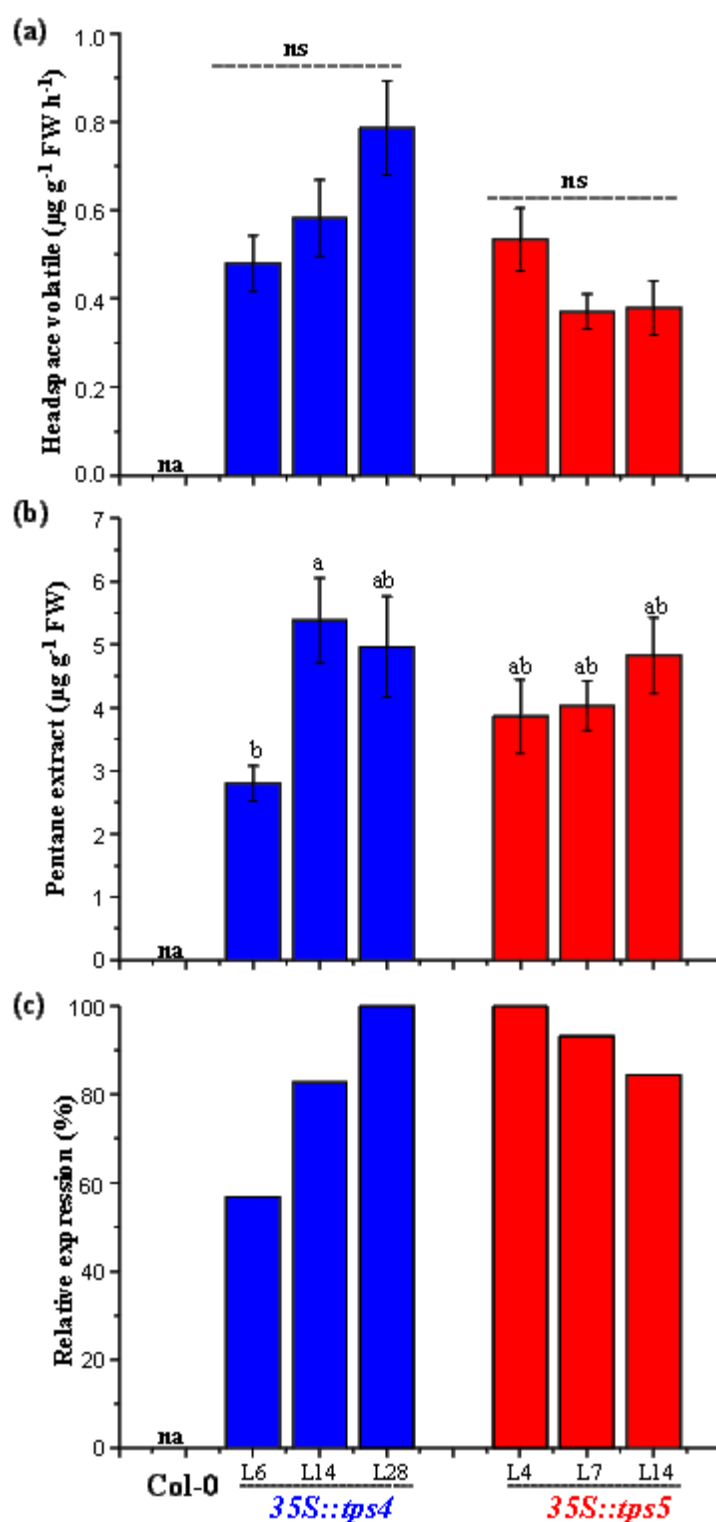 (a)
Headspace volatile (µg g⁻¹ FW h⁻¹)
1.0
0.8
0.6
0.4
0.2
0.0
ns
ns
na
(b)
Pentane extract (µg g⁻¹ FW)
7
6
5
4
3
2
1
0
a
ab
b
ab
ab
ab
na
(c)
Relative expression (%)
100
80
60
40
20
0
na
Col-0 L6 L14 L28 L4 L7 L14
35S::tps4 35S::tps5